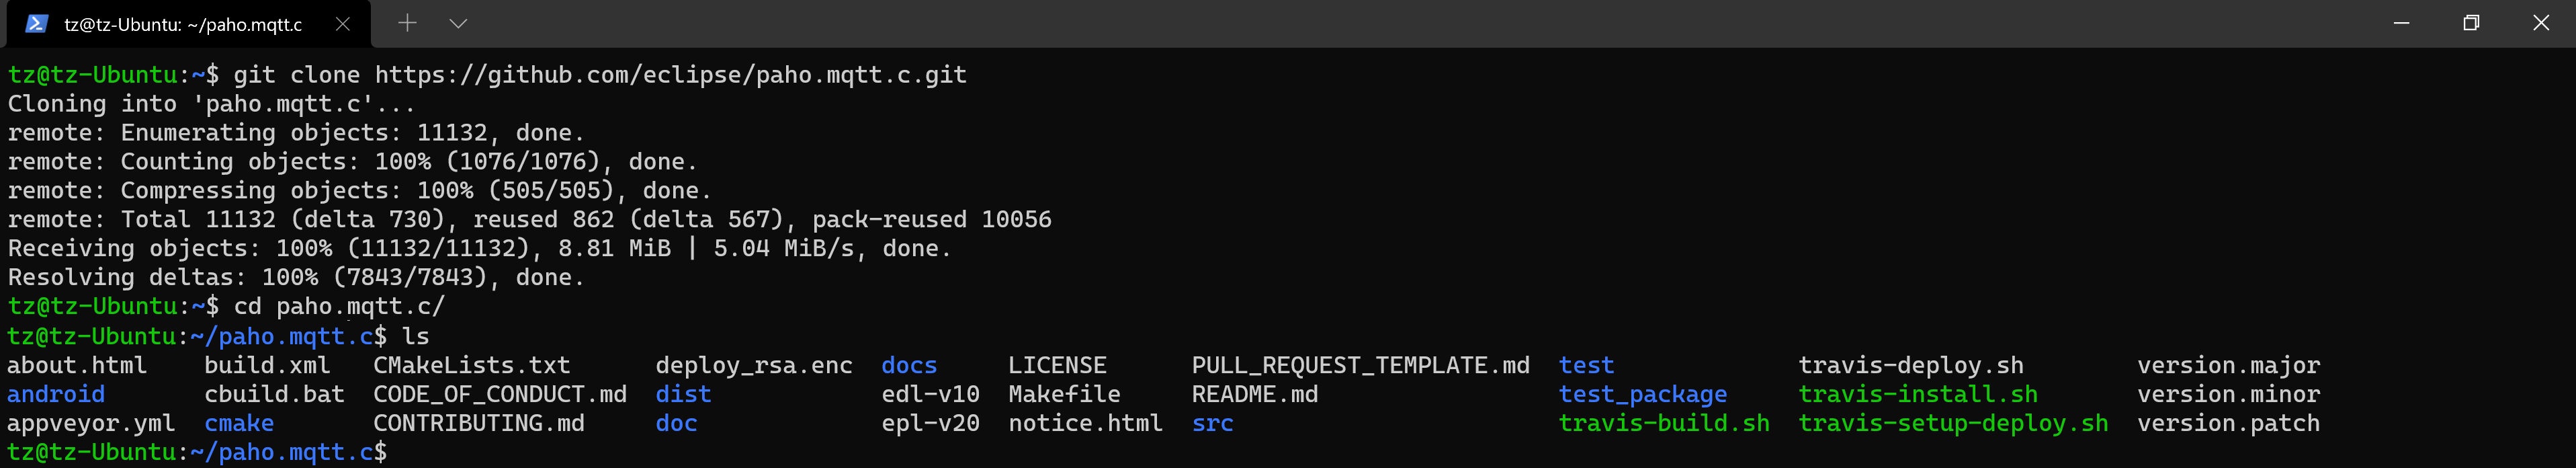 tz@tz-Ubuntu: ~/paho.mqtt.c
tz@tz-Ubuntu:~$ git clone https://github.com/eclipse/paho.mqtt.c.git
Cloning into 'paho.mqtt.c'...
remote: Enumerating objects: 11132, done.
remote: Counting objects: 100% (1076/1076), done.
remote: Compressing objects: 100% (505/505), done.
remote: Total 11132 (delta 730), reused 862 (delta 567), pack-reused 10056
Receiving objects: 100% (11132/11132), 8.81 MiB | 5.04 MiB/s, done.
Resolving deltas: 100% (7843/7843), done.
tz@tz-Ubuntu:~$ cd paho.mqtt.c/
tz@tz-Ubuntu:~/paho.mqtt.c$ ls
about.html    build.xml   CMakeLists.txt      deploy_rsa.enc  docs     LICENSE      PULL_REQUEST_TEMPLATE.md  test             travis-deploy.sh        version.major
android       cbuild.bat  CODE_OF_CONDUCT.md  dist            edl-v10  Makefile     README.md                 test_package     travis-install.sh       version.minor
appveyor.yml  cmake       CONTRIBUTING.md     doc             epl-v20  notice.html  src                       travis-build.sh  travis-setup-deploy.sh  version.patch
tz@tz-Ubuntu:~/paho.mqtt.c$